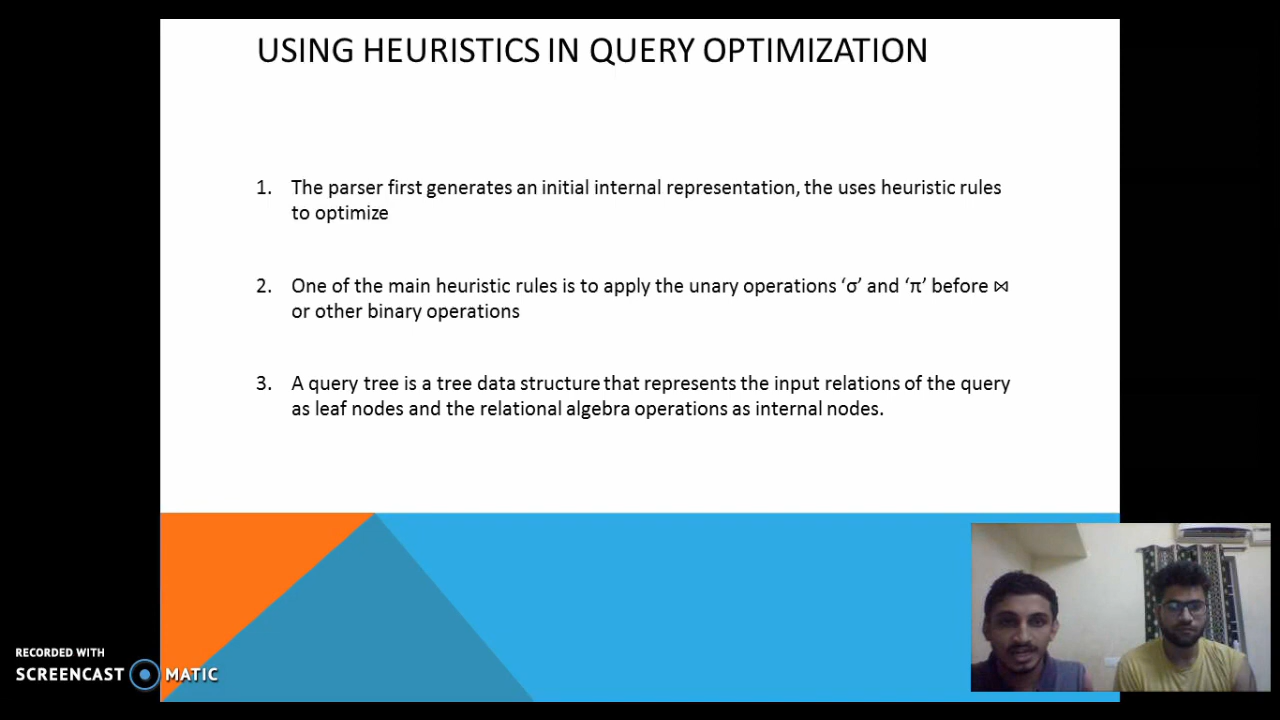 USING HEURISTICS IN QUERY OPTIMIZATION
1. The parser first generates an initial internal representation, the uses heuristic rules
to optimize
2. One of the main heuristic rules is to apply the unary operations ‘σ’ and ‘π’ before ⋈
or other binary operations
3. A query tree is a tree data structure that represents the input relations of the query
as leaf nodes and the relational algebra operations as internal nodes.
RECORDED WITH
SCREENCAST MATIC